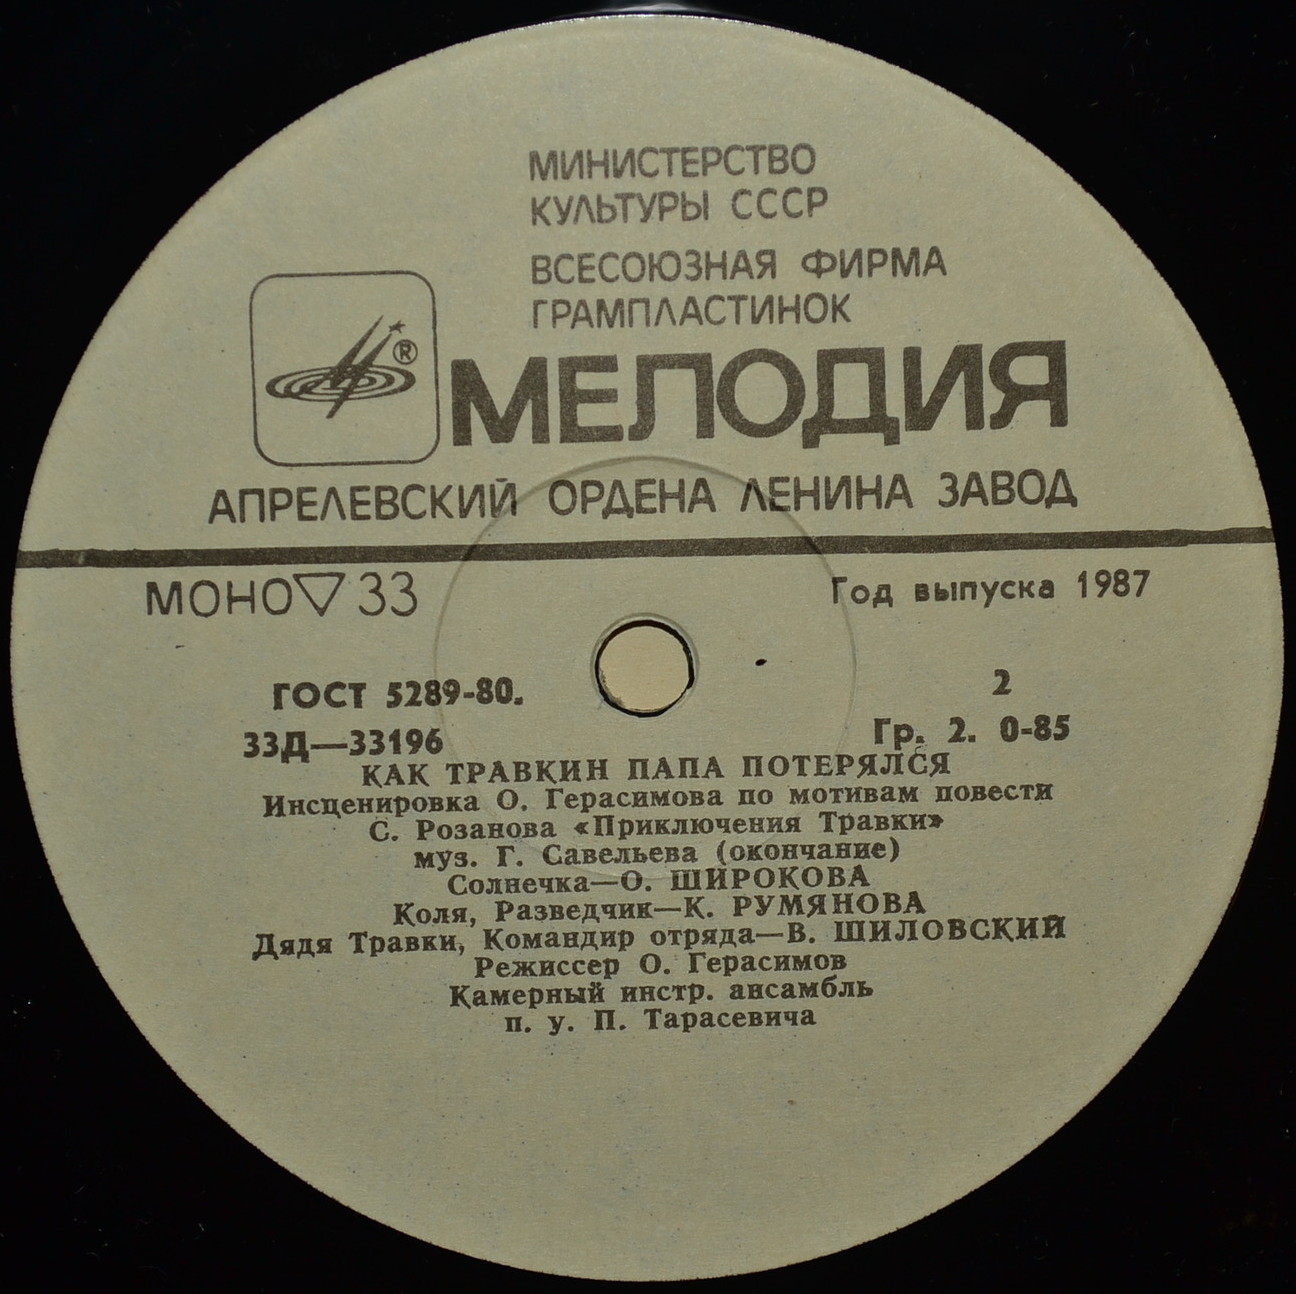 МИНИСТЕРСТВО
КУЛЬТУРЫ СССР
ВСЕСОЮЗНАЯ ФИРМА
ГРАМПЛАСТИНОК
®
МЕЛОДИЯ
АПРЕЛЕВСКИЙ ОРДЕНА ЛЕНИНА ЗАВОД
МОНО▽33 Год выпуска 1987
ГОСТ 5289-80. 2
33Д—33196 Гр. 2. 0-85
КАК ТРАВКИН ПАПА ПОТЕРЯЛСЯ
Инсценировка О. Герасимова по мотивам повести
С. Розанова «Приключения Травки»
муз. Г. Савельева (окончание)
Солнечка—О. ШИРОКОВА
Коля, Разведчик—К. РУМЯНОВА
Дядя Травки, Командир отряда—В. ШИЛОВСКИЙ
Режиссер О. Герасимов
Камерный инстр. ансамбль
п. у. П. Тарасевича